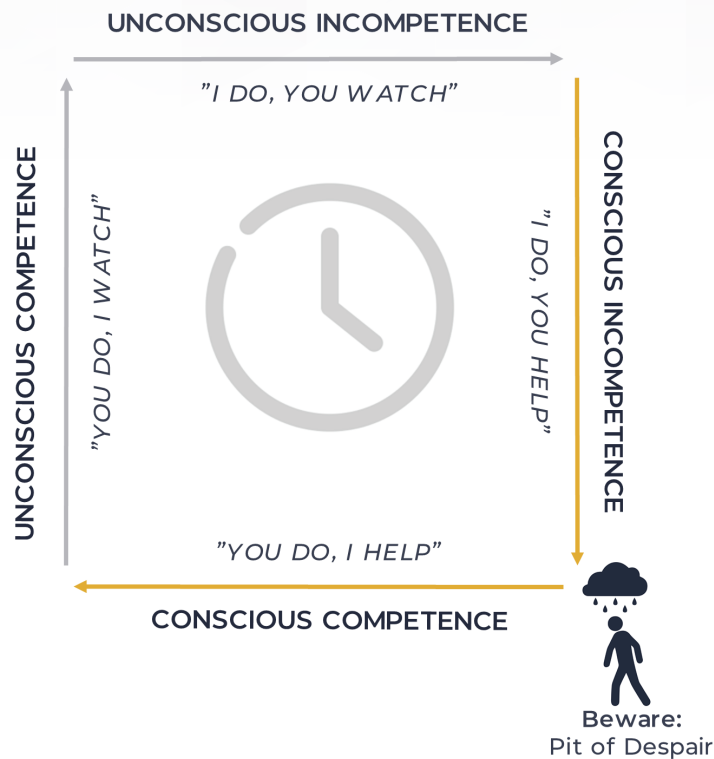 UNCONSCIOUS INCOMPETENCE
”I DO, YOU WATCH”
CONSCIOUS INCOMPETENCE
”I DO, YOU HELP”
UNCONSCIOUS COMPETENCE
”YOU DO, I WATCH”
”YOU DO, I HELP”
CONSCIOUS COMPETENCE
Beware:
Pit of Despair